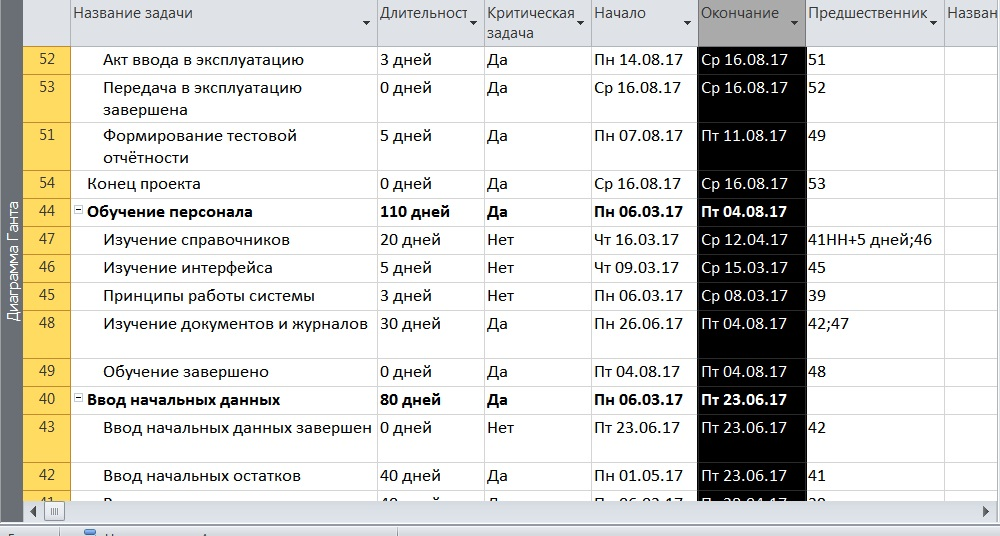 Название задачи Длительност Критическая задача Начало Окончание Предшественник Назван
52 Акт ввода в эксплуатацию 3 дней Да Пн 14.08.17 Ср 16.08.17 51
53 Передача в эксплуатацию завершена 0 дней Да Ср 16.08.17 Ср 16.08.17 52
51 Формирование тестовой отчётности 5 дней Да Пн 07.08.17 Пт 11.08.17 49
54 Конец проекта 0 дней Да Ср 16.08.17 Ср 16.08.17 53
44 Обучение персонала 110 дней Да Пн 06.03.17 Пт 04.08.17
47 Изучение справочников 20 дней Нет Чт 16.03.17 Ср 12.04.17 41НН+5 дней;46
46 Изучение интерфейса 5 дней Нет Чт 09.03.17 Ср 15.03.17 45
45 Принципы работы системы 3 дней Нет Пн 06.03.17 Ср 08.03.17 39
48 Изучение документов и журналов 30 дней Да Пн 26.06.17 Пт 04.08.17 42;47
49 Обучение завершено 0 дней Да Пт 04.08.17 Пт 04.08.17 48
40 Ввод начальных данных 80 дней Да Пн 06.03.17 Пт 23.06.17
43 Ввод начальных данных завершен 0 дней Нет Пт 23.06.17 Пт 23.06.17 42
42 Ввод начальных остатков 40 дней Да Пн 01.05.17 Пт 23.06.17 41
Диаграмма Ганта